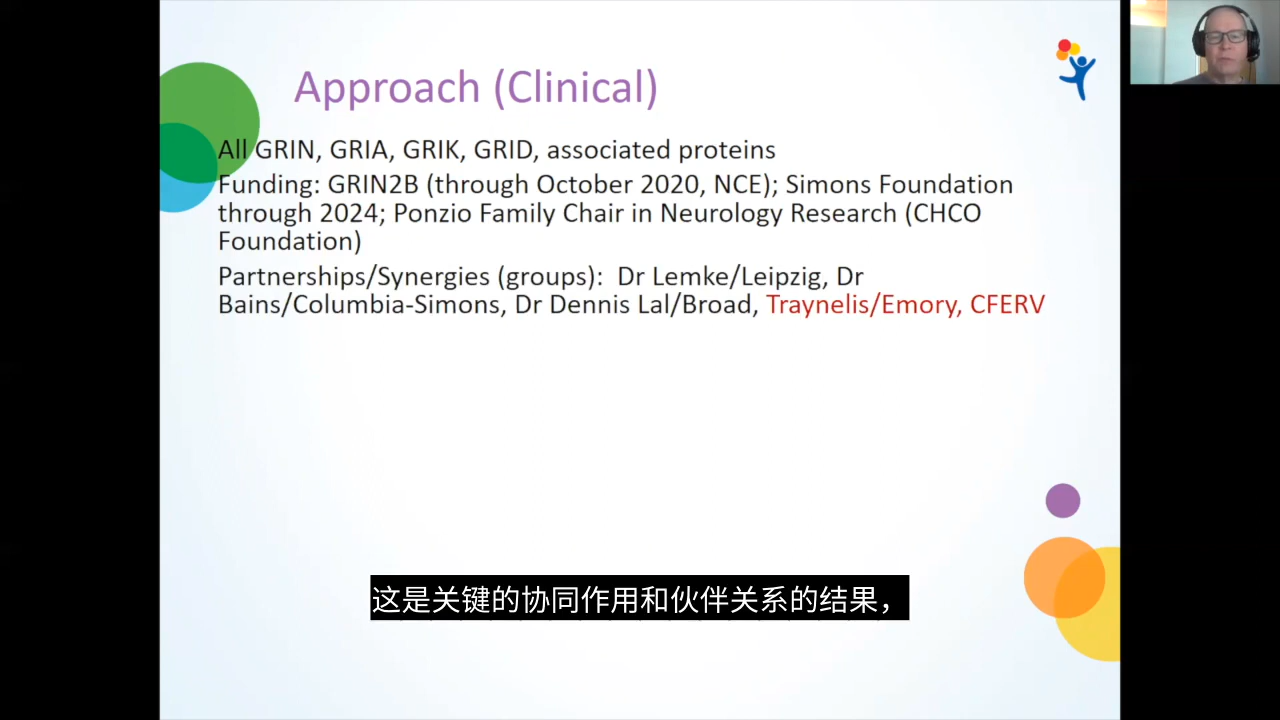 Approach (Clinical)
All GRIN, GRIA, GRIK, GRID, associated proteins
Funding: GRIN2B (through October 2020, NCE); Simons Foundation
through 2024; Ponzio Family Chair in Neurology Research (CHCO
Foundation)
Partnerships/Synergies (groups): Dr Lemke/Leipzig, Dr
Bains/Columbia-Simons, Dr Dennis Lal/Broad, Traynelis/Emory, CFERV
这是关键的协同作用和伙伴关系的结果，